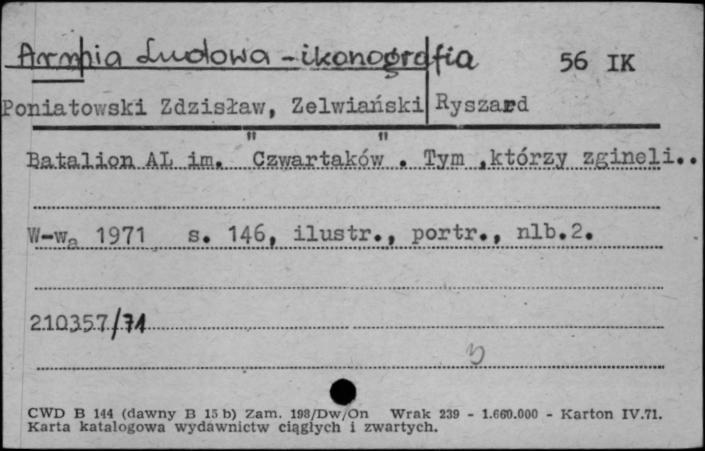 Armia Ludowa - ikonografia 56 IK
Poniatowski Zdzisław, Zelwiański Ryszard
Batalion AL im. "Czwartaków". Tym ,którzy zgineli..
W-wa 1971 s. 146, ilustr., portr., nlb.2.
210357/71
CWD B 144 (dawny B 15 b) Zam. 198/Dw/On Wrak 239 - 1.660.000 - Karton IV.71.
Karta katalogowa wydawnictw ciągłych i zwartych.